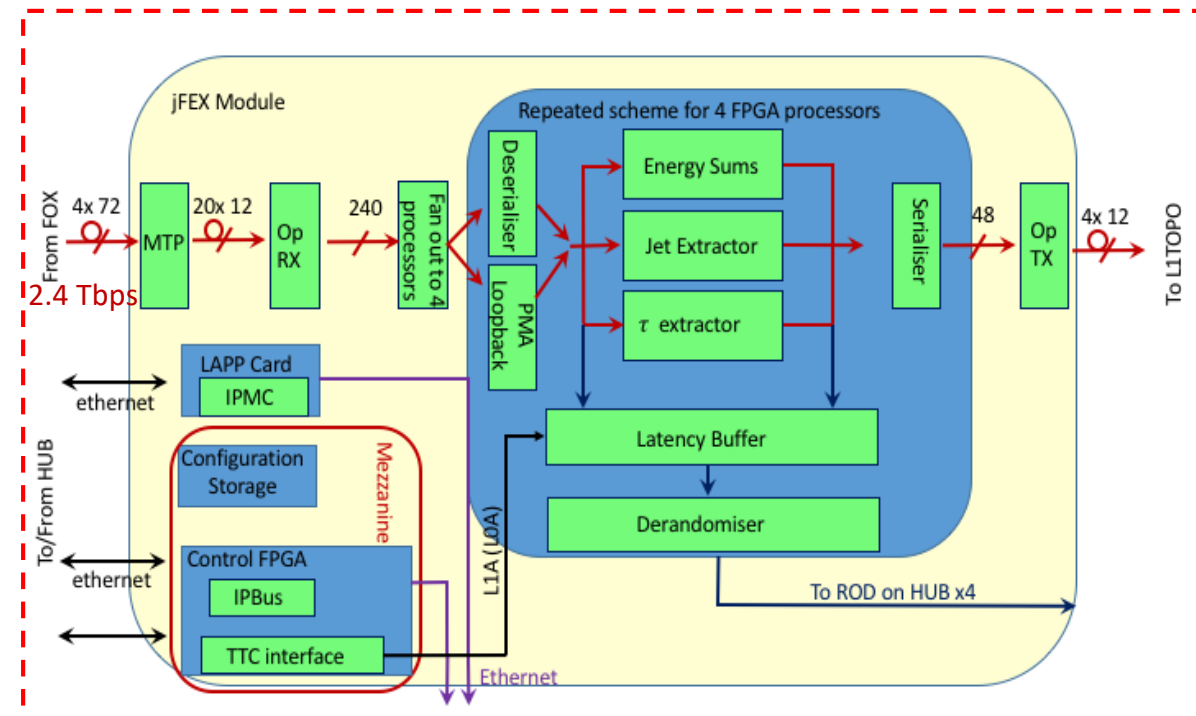 jFEX Module
Repeated scheme for 4 FPGA processors
From FOX
4x 72
2.4 Tbps
MTP
20x 12
Op
RX
240
Fan out to 4
processors
Deserialiser
PMA
Loopback
Energy Sums
Jet Extractor
τ extractor
Serialiser
48
Op
TX
4x 12
To L1TOPO
Latency Buffer
Derandomiser
To ROD on HUB x4
LAPP Card
IPMC
ethernet
To/From HUB
Mezzanine
Configuration
Storage
Control FPGA
ethernet
IPBus
TTC interface
L1A (L0A)
Ethernet